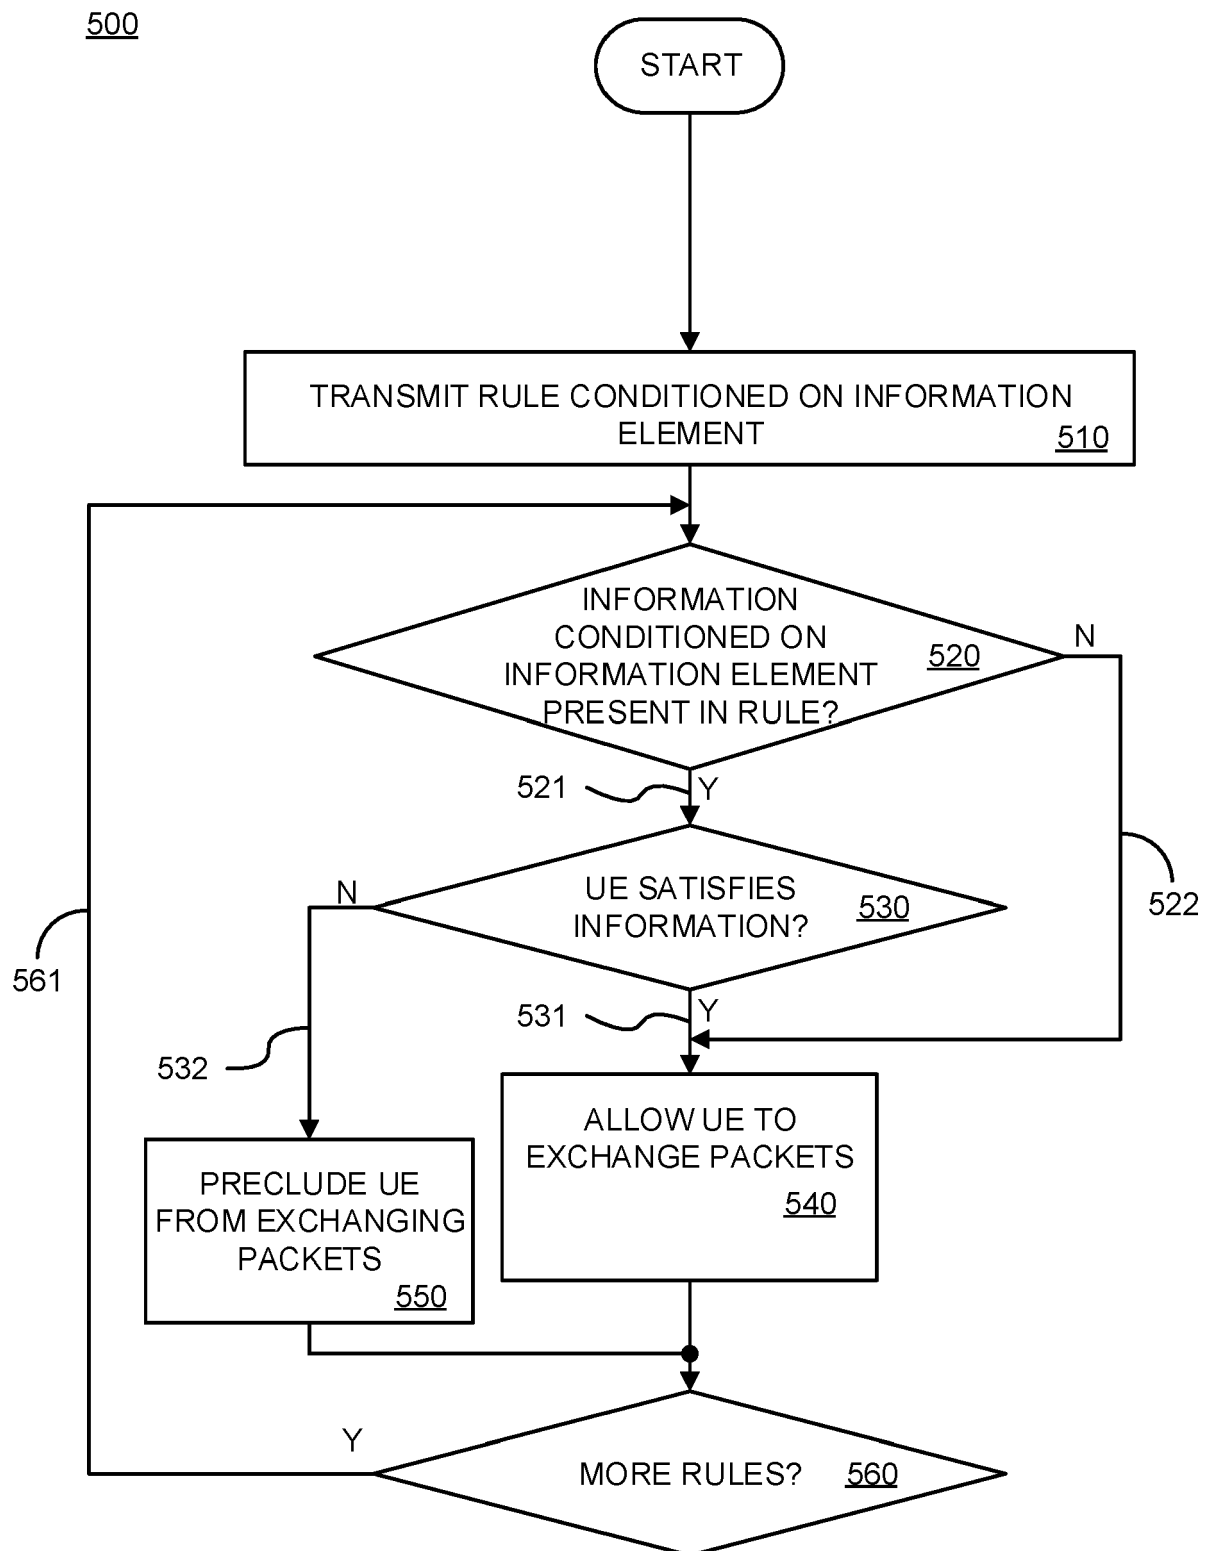 500
START
TRANSMIT RULE CONDITIONED ON INFORMATION
ELEMENT
510
INFORMATION
CONDITIONED ON
INFORMATION ELEMENT
PRESENT IN RULE?
520
N
521
Y
522
UE SATISFIES
INFORMATION?
530
N
561
531
Y
532
ALLOW UE TO
EXCHANGE PACKETS
540
PRECLUDE UE
FROM EXCHANGING
PACKETS
550
Y
MORE RULES?
560